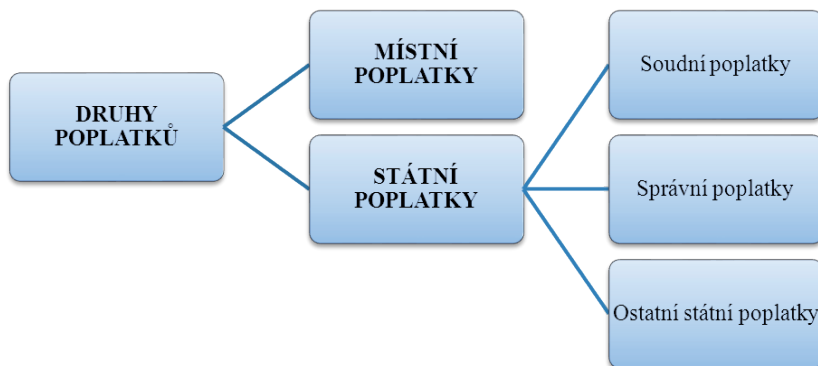 DRUHY
POPLATKŮ
MÍSTNÍ
POPLATKY
STÁTNÍ
POPLATKY
Soudní poplatky
Správní poplatky
Ostatní státní poplatky